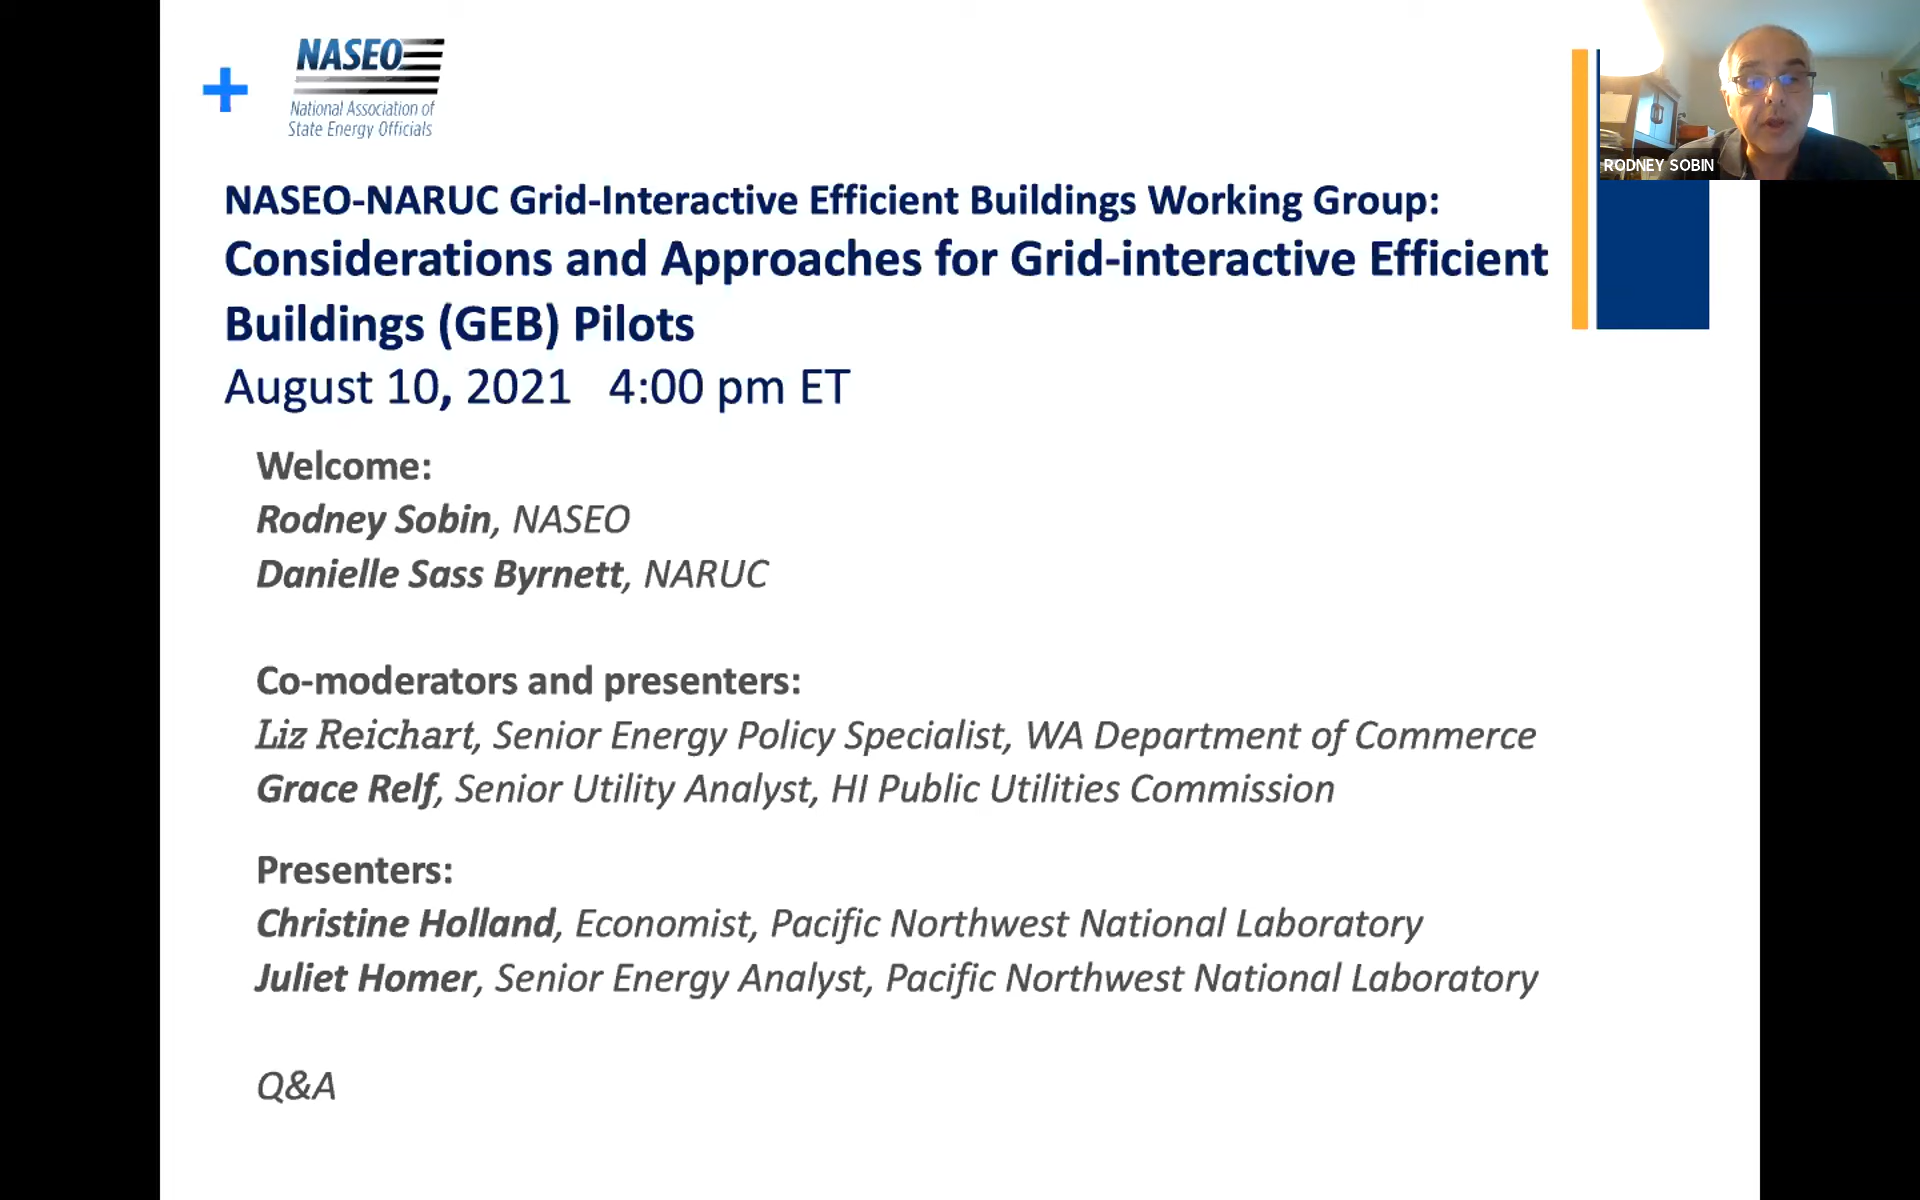 NASEO
National Association of
State Energy Officials
RODNEY SOBIN
NASEO-NARUC Grid-Interactive Efficient Buildings Working Group:
Considerations and Approaches for Grid-interactive Efficient
Buildings (GEB) Pilots
August 10, 2021 4:00 pm ET
Welcome:
Rodney Sobin, NASEO
Danielle Sass Byrnett, NARUC
Co-moderators and presenters:
Liz Reichart, Senior Energy Policy Specialist, WA Department of Commerce
Grace Relf, Senior Utility Analyst, HI Public Utilities Commission
Presenters:
Christine Holland, Economist, Pacific Northwest National Laboratory
Juliet Homer, Senior Energy Analyst, Pacific Northwest National Laboratory
Q&A